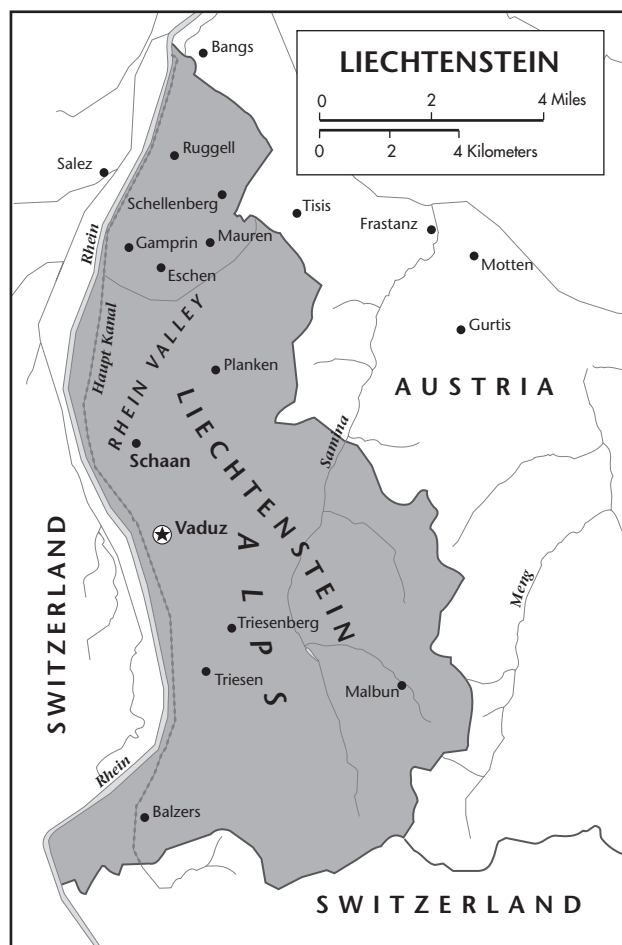 Bangs
LIECHTENSTEIN
0 2 4 Miles
0 2 4 Kilometers
Ruggell
Salez
Schellenberg
Tisis
Frastanz
Rhein
Gamprin
Mauren
Motten
Eschen
Haupt Kanal
RHEIN VALLEY
Gurtis
Planken
AUSTRIA
LIECHTENSTEIN
Samina
Schaan
SWITZERLAND
Vaduz
ALPS
Meng
Triesenberg
Triesen
Malbun
Rhein
Balzers
SWITZERLAND